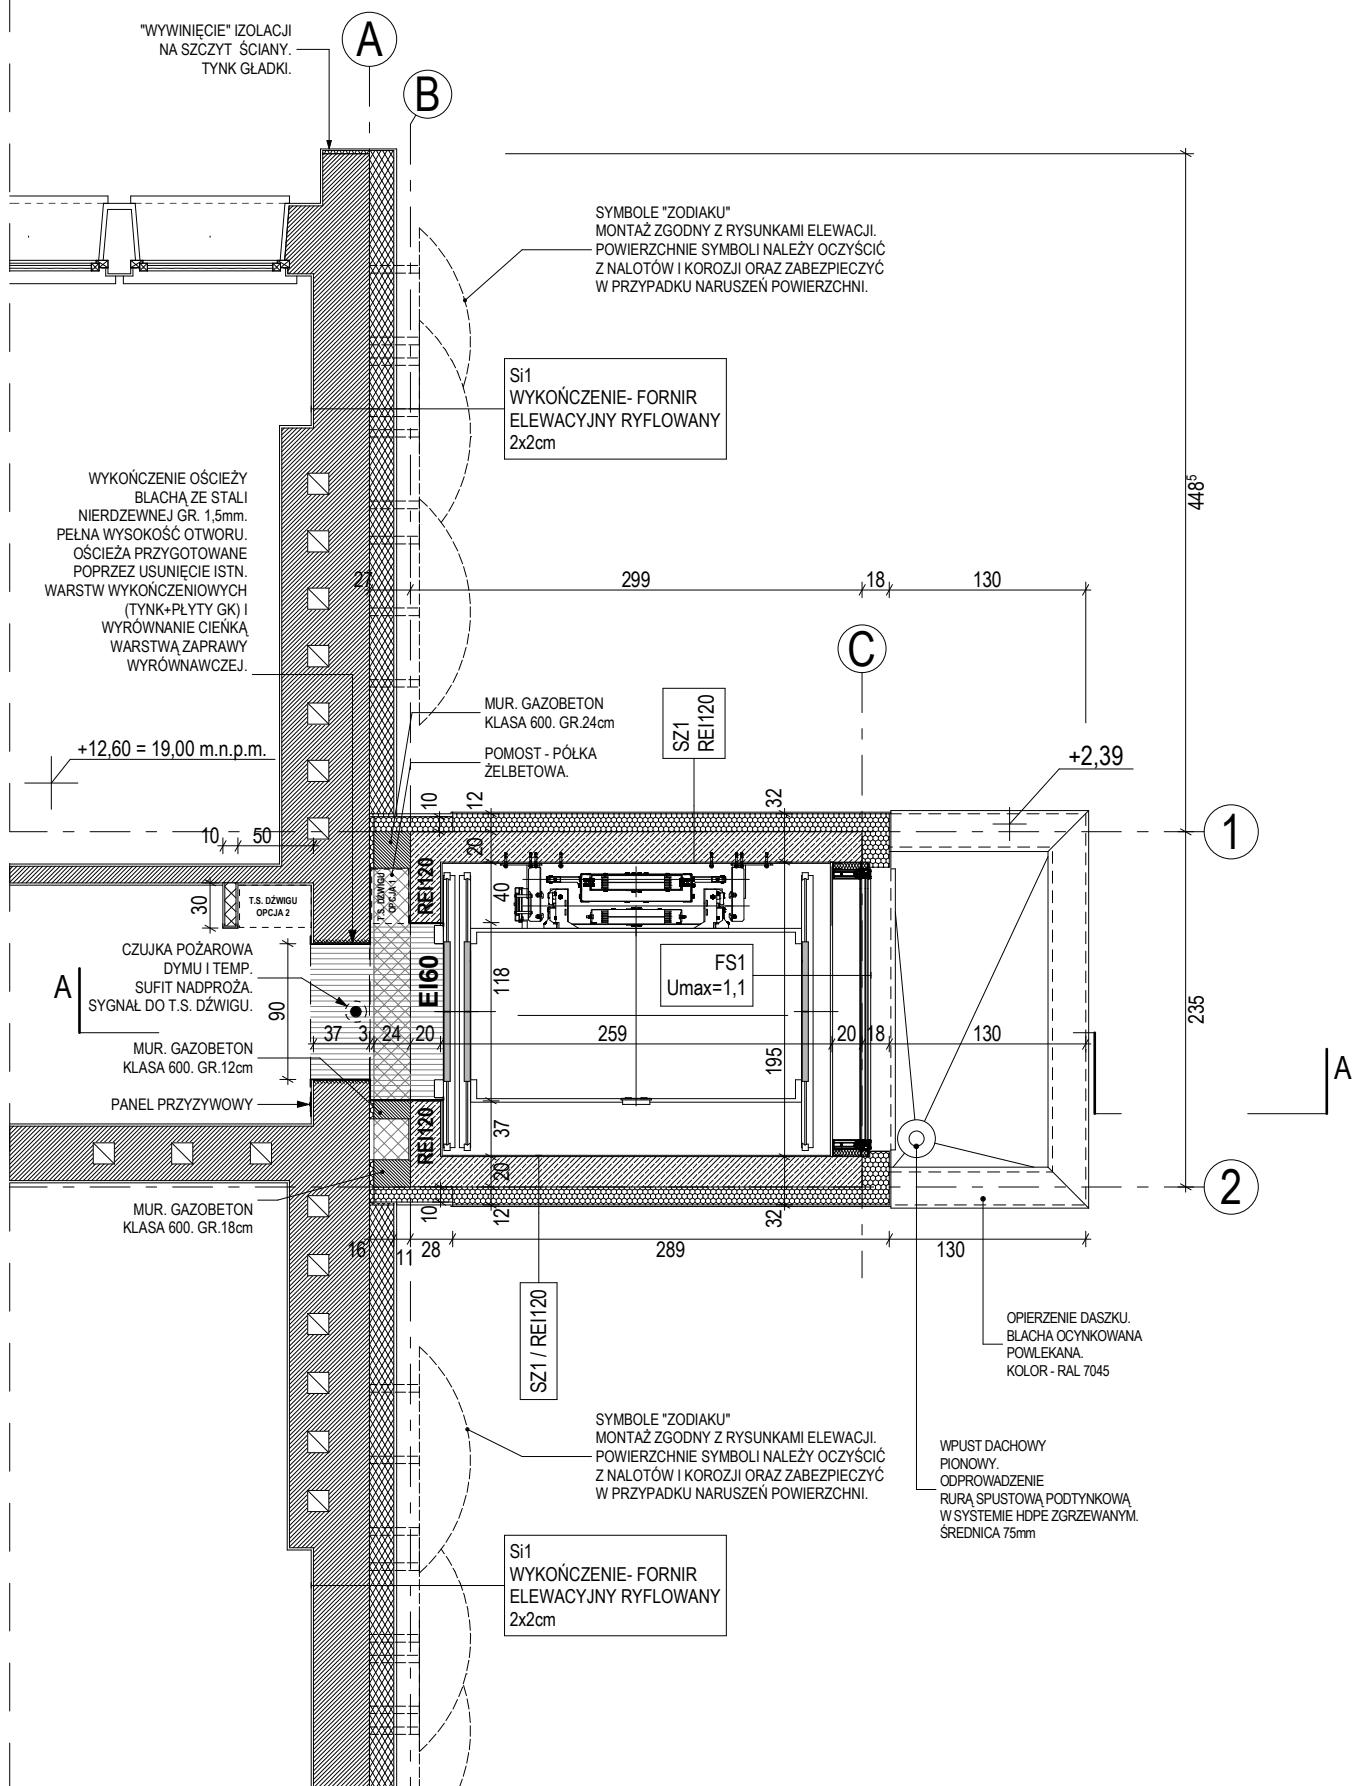 "WYWINIĘCIE" IZOLACJI
NA SZCZYT ŚCIANY.
TYNK GŁADKI.
A
B
SYMBOLE "ZODIAKU"
MONTAŻ ZGODNY Z RYSUNKAMI ELEWACJI.
POWIERZCHNIE SYMBOLI NALEŻY OCZYŚCIĆ
Z NALOTÓW I KOROZJI ORAZ ZABEZPIECZYĆ
W PRZYPADKU NARUSZEŃ POWIERZCHNI.
Si1
WYKOŃCZENIE- FORNIR
ELEWACYJNY RYFLOWANY
2x2cm
WYKOŃCZENIE OŚCIEŻY
BLACHĄ ZE STALI
NIERDZEWNEJ GR. 1,5mm.
PEŁNA WYSOKOŚĆ OTWORU.
OŚCIEŻA PRZYGOTOWANE
POPRZEZ USUNIĘCIE ISTN.
WARSTW WYKOŃCZENIOWYCH
(TYNK+PŁYTY GK) I
WYRÓWNANIE CIEŃKĄ
WARSTWĄ ZAPRAWY
WYRÓWNAWCZEJ.
448⁵
27
299
18
130
C
MUR. GAZOBETON
KLASA 600. GR.24cm
POMOST - PÓŁKA
ŻELBETOWA.
SZ1
REI120
+12,60 = 19,00 m.n.p.m.
+2,39
10
12
32
1
10
50
20
REI120
T.S. DŹWIGU
OPCJA 1
40
30
T.S. DŹWIGU
OPCJA 2
CZUJKA POŻAROWA
DYMU I TEMP.
SUFIT NADPROŻA.
SYGNAŁ DO T.S. DŹWIGU.
A
90
EI60
118
FS1
Umax=1,1
235
37
3
24
20
259
20
18
130
195
A
MUR. GAZOBETON
KLASA 600. GR.12cm
PANEL PRZYZYWOWY
REI120
37
20
2
MUR. GAZOBETON
KLASA 600. GR.18cm
10
12
32
16
11
28
289
130
SZ1 / REI120
OPIERZENIE DASZKU.
BLACHA OCYNKOWANA
POWLEKANA.
KOLOR - RAL 7045
SYMBOLE "ZODIAKU"
MONTAŻ ZGODNY Z RYSUNKAMI ELEWACJI.
POWIERZCHNIE SYMBOLI NALEŻY OCZYŚCIĆ
Z NALOTÓW I KOROZJI ORAZ ZABEZPIECZYĆ
W PRZYPADKU NARUSZEŃ POWIERZCHNI.
WPUST DACHOWY
PIONOWY.
ODPROWADZENIE
RURĄ SPUSTOWĄ PODTYNKOWĄ
W SYSTEMIE HDPE ZGRZEWANYM.
ŚREDNICA 75mm
Si1
WYKOŃCZENIE- FORNIR
ELEWACYJNY RYFLOWANY
2x2cm